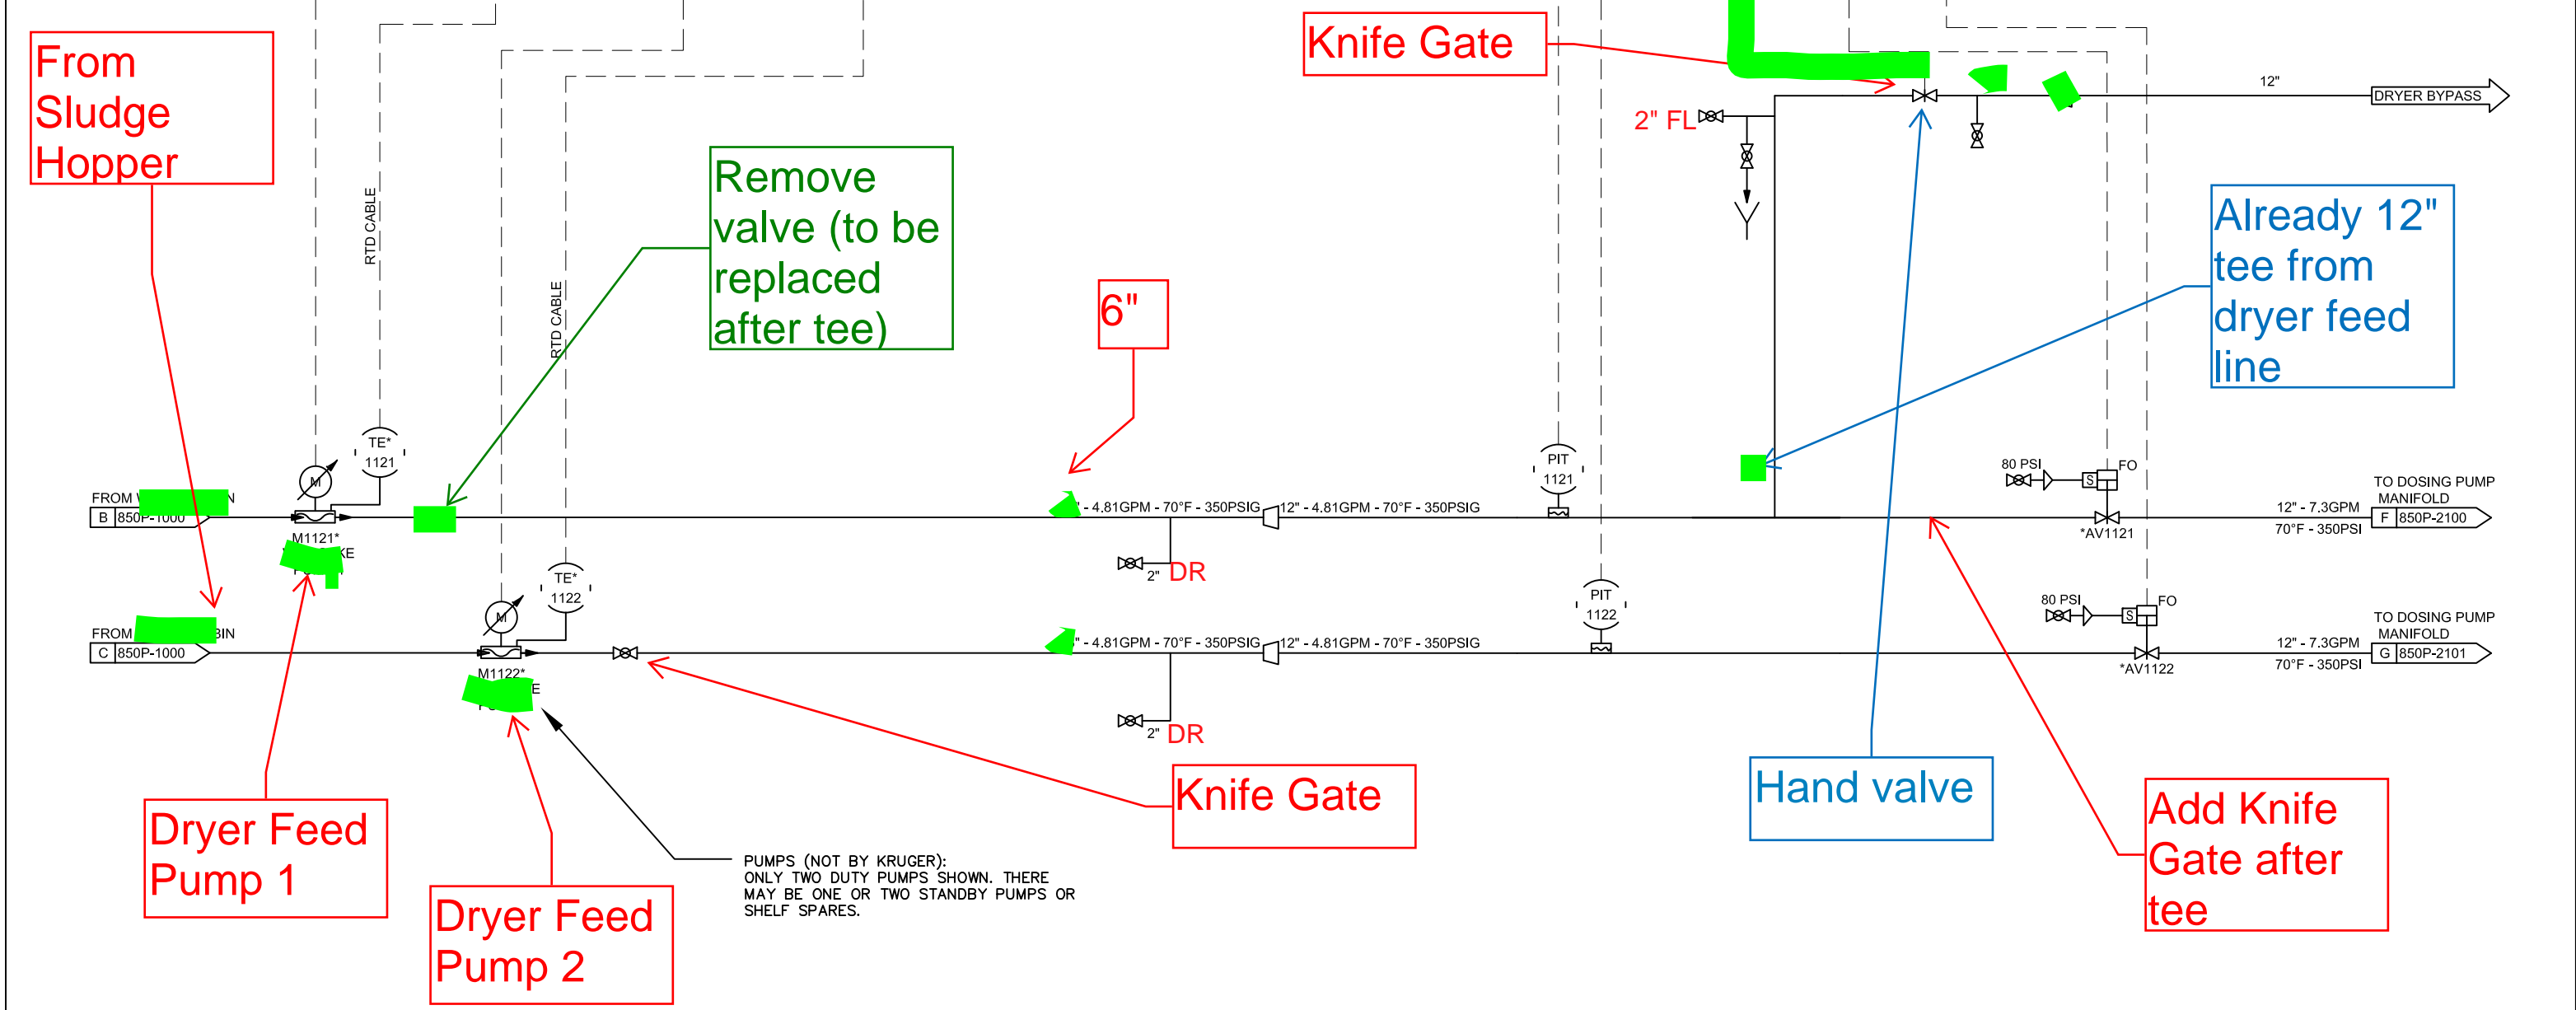 From
Sludge
Hopper
Knife Gate
12"
DRYER BYPASS
2" FL
RTD CABLE
Remove
valve (to be
replaced
after tee)
Already 12"
tee from
dryer feed
line
RTD CABLE
6"
TE*
1121
PIT
1121
80 PSI
S
FO
M
FROM
B 850P-1000
- 4.81GPM - 70°F - 350PSIG
12" - 4.81GPM - 70°F - 350PSIG
TO DOSING PUMP
MANIFOLD
12" - 7.3GPM
F 850P-2100
70°F - 350PSI
*AV1121
M1121*
2" DR
TE*
1122
PIT
1122
80 PSI
S
FO
M
FROM BIN
C 850P-1000
" - 4.81GPM - 70°F - 350PSIG
12" - 4.81GPM - 70°F - 350PSIG
TO DOSING PUMP
MANIFOLD
12" - 7.3GPM
G 850P-2101
70°F - 350PSI
*AV1122
M1122*
2" DR
Knife Gate
Hand valve
Add Knife
Gate after
tee
Dryer Feed
Pump 1
Dryer Feed
Pump 2
PUMPS (NOT BY KRUGER):
ONLY TWO DUTY PUMPS SHOWN. THERE
MAY BE ONE OR TWO STANDBY PUMPS OR
SHELF SPARES.